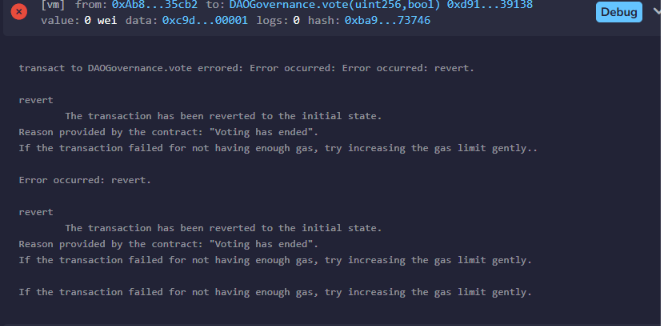 [vm] from: 0xAb8...35cb2 to: DAOGovernance.vote(uint256,bool) 0xd91...39138
value: 0 wei data: 0xc9d...00001 logs: 0 hash: 0xba9...73746
Debug
transact to DAOGovernance.vote errored: Error occurred: Error occurred: revert.
revert
The transaction has been reverted to the initial state.
Reason provided by the contract: "Voting has ended".
If the transaction failed for not having enough gas, try increasing the gas limit gently..
Error occurred: revert.
revert
The transaction has been reverted to the initial state.
Reason provided by the contract: "Voting has ended".
If the transaction failed for not having enough gas, try increasing the gas limit gently.
If the transaction failed for not having enough gas, try increasing the gas limit gently.